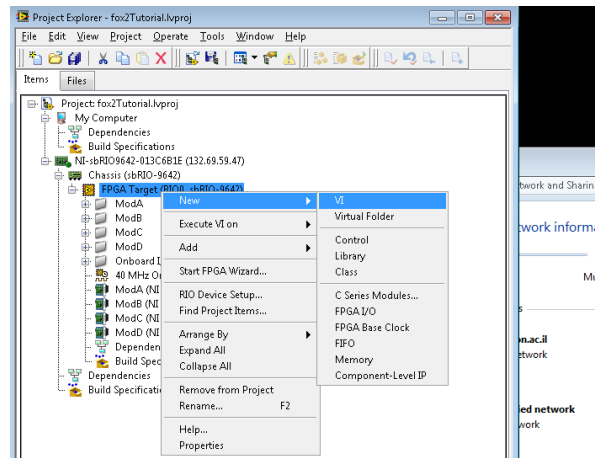 Project Explorer - fox2Tutorial.lvproj
File Edit View Project Operate Tools Window Help
Items Files
Project: fox2Tutorial.lvproj
My Computer
Dependencies
Build Specifications
NI-sbRIO9642-013C6B1E (132.69.59.47)
Chassis (sbRIO-9642)
FPGA Target (RIO0, sbRIO-9642)
ModA
ModB
ModC
ModD
Onboard I
40 MHz On
ModA (NI
ModB (NI
ModC (NI
ModD (NI
Dependen
Build Spec
Dependencies
Build Specificati
New
Execute VI on
Add
Start FPGA Wizard...
RIO Device Setup...
Find Project Items...
Arrange By
Expand All
Collapse All
Remove from Project
Rename... F2
Help...
Properties
VI
Virtual Folder
Control
Library
Class
C Series Modules...
FPGA I/O
FPGA Base Clock
FIFO
Memory
Component-Level IP
twork and Sharin
work inform
Mu
s
n.ac.il
etwork
ied network
work